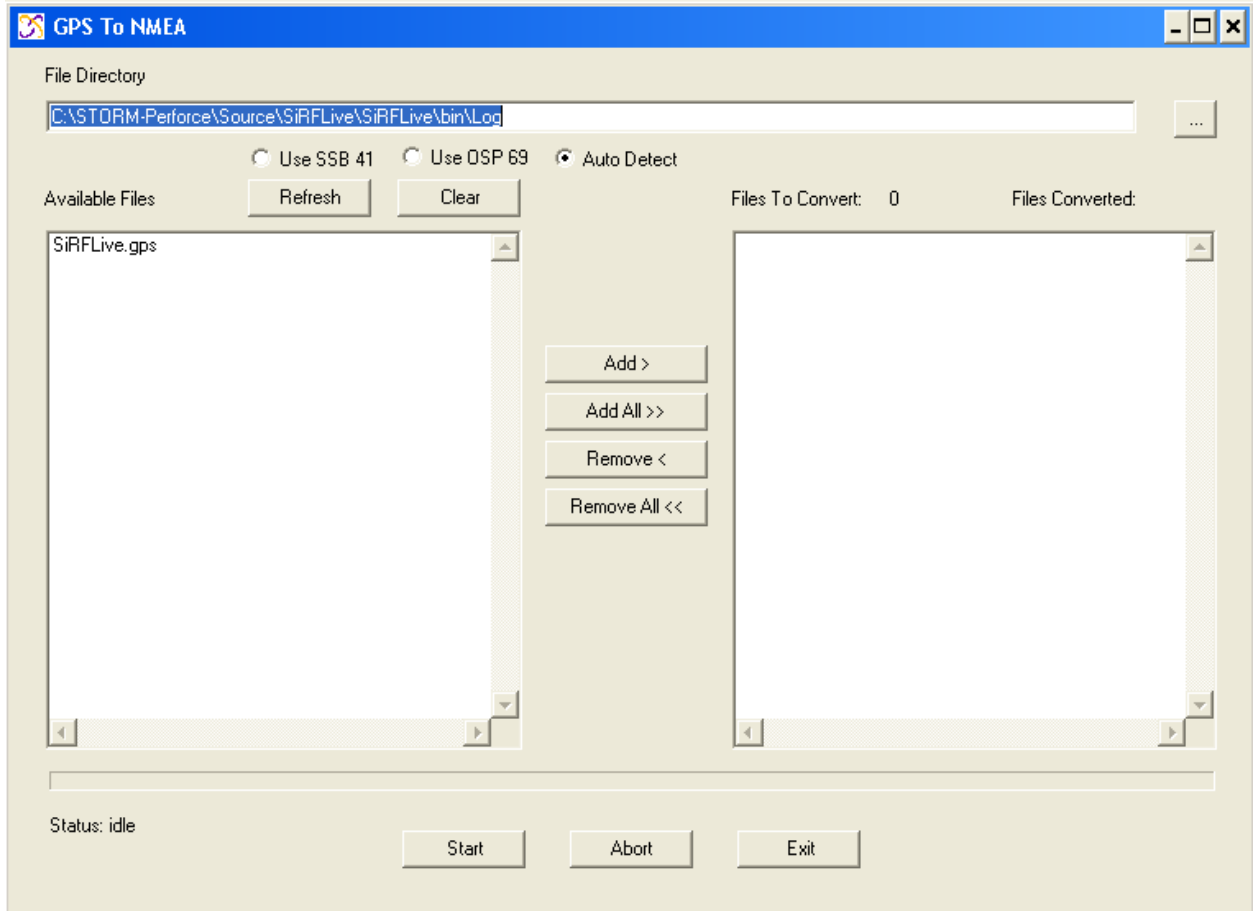 GPS To NMEA
File Directory
C:\STORM-Perforce\Source\SiRFLive\SiRFLive\bin\Log
...
Use SSB 41 Use OSP 69 Auto Detect
Available Files Refresh Clear Files To Convert: 0 Files Converted:
SiRFLive.gps
Add >
Add All >>
Remove <
Remove All <<
Status: idle
Start Abort Exit